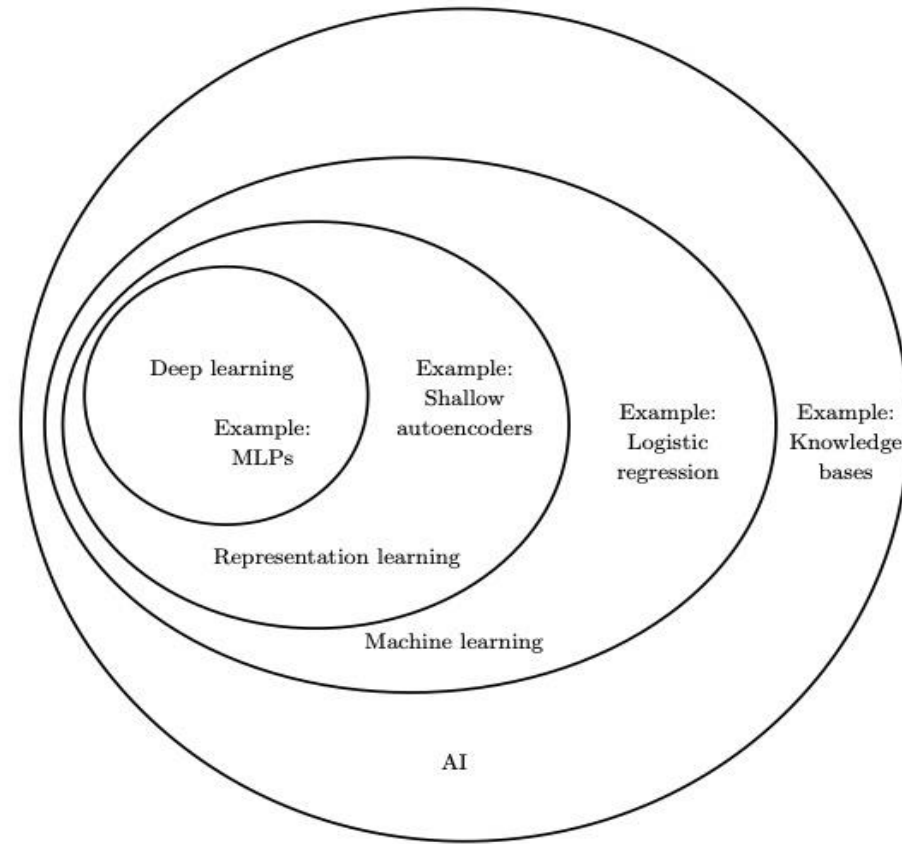 Deep learning
Example:
MLPs
Example:
Shallow
autoencoders
Example:
Logistic
regression
Example:
Knowledge
bases
Representation learning
Machine learning
AI